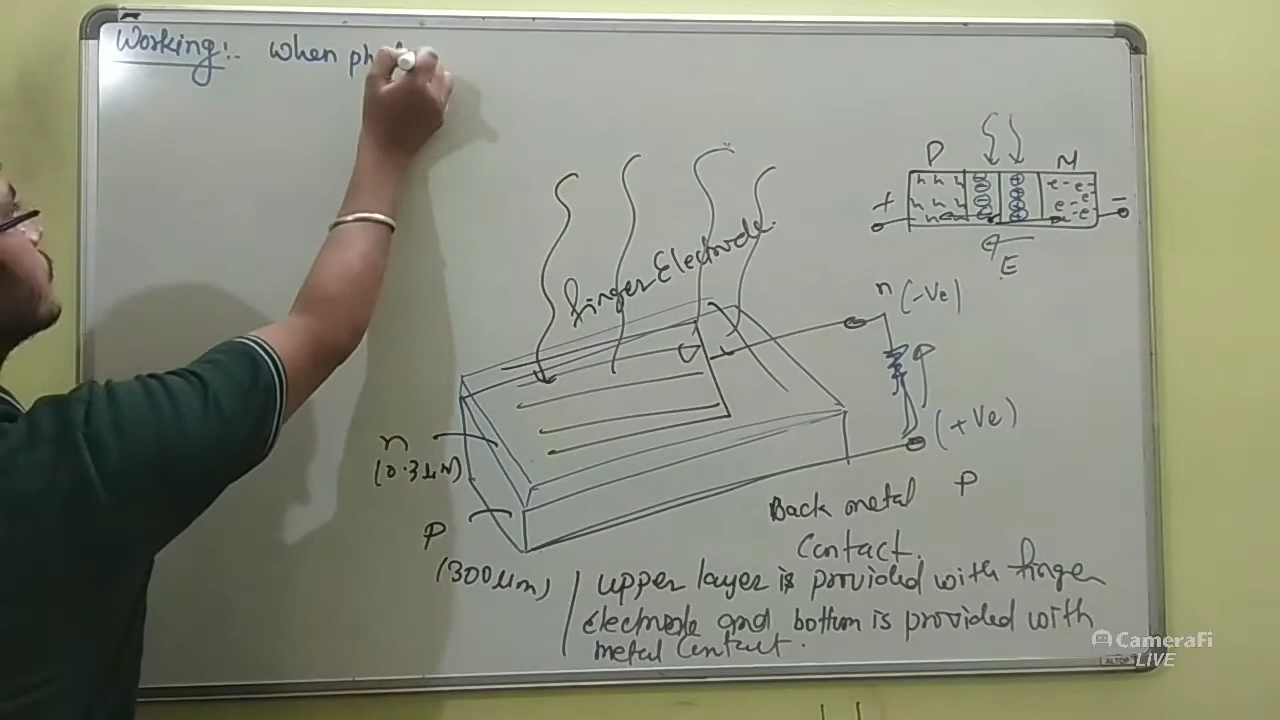 Working:- when ph
P N
h h h e- e-
h h h e- e-
h e- e-
+ -
E
finger Electrode.
n (-Ve)
(+Ve)
n
(0.3μM)
P
(300μm)
Back metal P
Contact.
upper layer is provided with finger
electrode and bottom is provided with
metal Contact.
CameraFi
LIVE